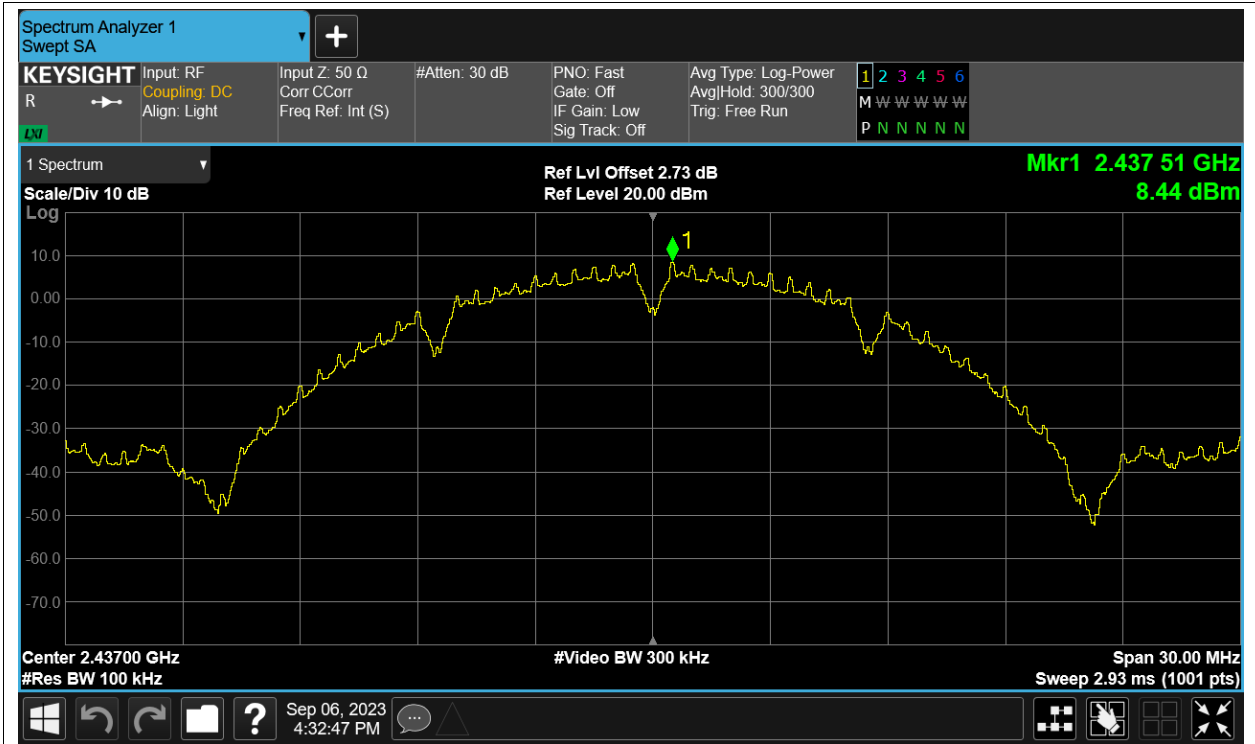 Spectrum Analyzer 1
Swept SA
KEYSIGHT
R
LXI
Input: RF
Coupling: DC
Align: Light
Input Z: 50 Ω
Corr CCorr
Freq Ref: Int (S)
#Atten: 30 dB
PNO: Fast
Gate: Off
IF Gain: Low
Sig Track: Off
Avg Type: Log-Power
Avg|Hold: 300/300
Trig: Free Run
1 2 3 4 5 6
M W W W W W
P N N N N N
1 Spectrum
Scale/Div 10 dB
Log
Ref Lvl Offset 2.73 dB
Ref Level 20.00 dBm
Mkr1 2.437 51 GHz
8.44 dBm
1
10.0
0.00
-10.0
-20.0
-30.0
-40.0
-50.0
-60.0
-70.0
Center 2.43700 GHz
#Video BW 300 kHz
Span 30.00 MHz
#Res BW 100 kHz
Sweep 2.93 ms (1001 pts)
?
Sep 06, 2023
4:32:47 PM